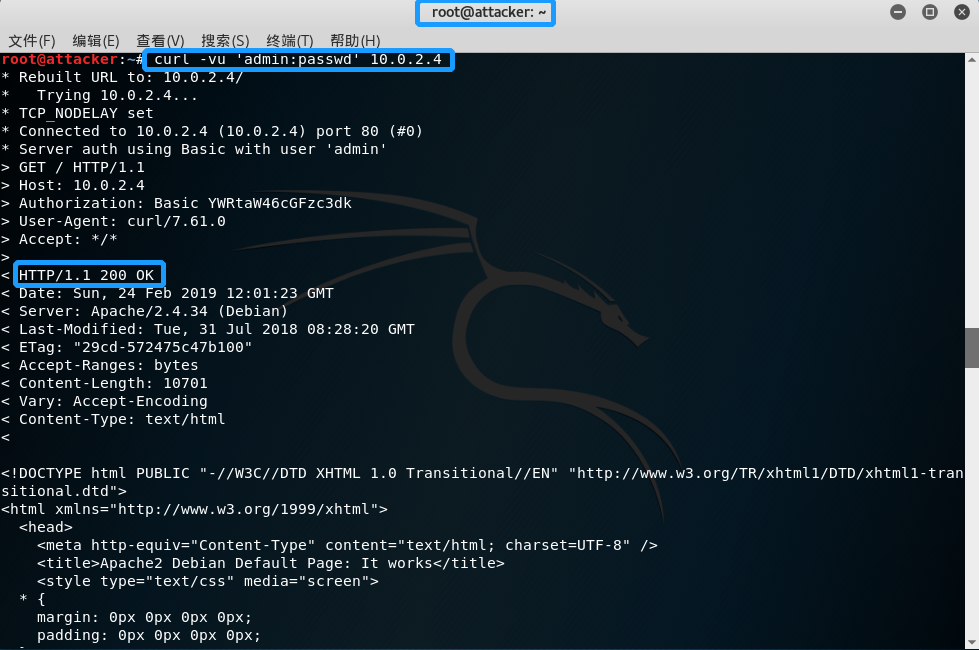 root@attacker: ~
文件(F) 编辑(E) 查看(V) 搜索(S) 终端(T) 帮助(H)
root@attacker:~# curl -vu 'admin:passwd' 10.0.2.4
* Rebuilt URL to: 10.0.2.4/
*   Trying 10.0.2.4...
* TCP_NODELAY set
* Connected to 10.0.2.4 (10.0.2.4) port 80 (#0)
* Server auth using Basic with user 'admin'
> GET / HTTP/1.1
> Host: 10.0.2.4
> Authorization: Basic YWRtaW46cGFzc3dk
> User-Agent: curl/7.61.0
> Accept: */*
>
< HTTP/1.1 200 OK
< Date: Sun, 24 Feb 2019 12:01:23 GMT
< Server: Apache/2.4.34 (Debian)
< Last-Modified: Tue, 31 Jul 2018 08:28:20 GMT
< ETag: "29cd-572475c47b100"
< Accept-Ranges: bytes
< Content-Length: 10701
< Vary: Accept-Encoding
< Content-Type: text/html
<
<!DOCTYPE html PUBLIC "-//W3C//DTD XHTML 1.0 Transitional//EN" "http://www.w3.org/TR/xhtml1/DTD/xhtml1-tran
sitional.dtd">
<html xmlns="http://www.w3.org/1999/xhtml">
  <head>
    <meta http-equiv="Content-Type" content="text/html; charset=UTF-8" />
    <title>Apache2 Debian Default Page: It works</title>
    <style type="text/css" media="screen">
  * {
    margin: 0px 0px 0px 0px;
    padding: 0px 0px 0px 0px;